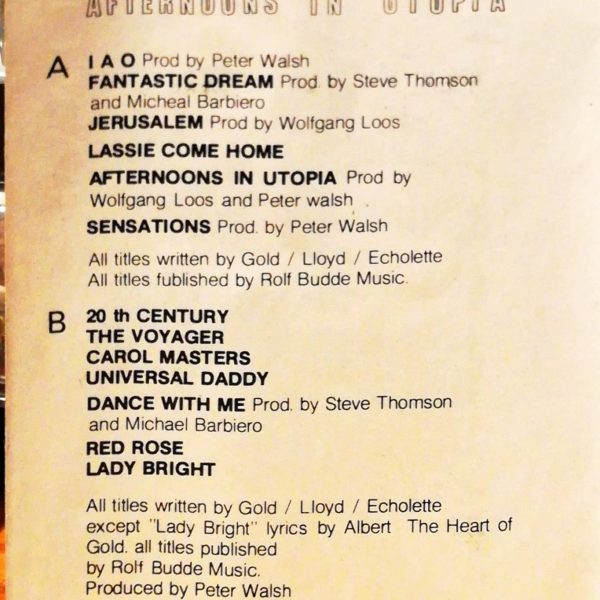 AFTERNOONS IN UTOPIA
A I A O Prod by Peter Walsh
FANTASTIC DREAM Prod. by Steve Thomson
and Micheal Barbiero
JERUSALEM Prod by Wolfgang Loos
LASSIE COME HOME
AFTERNOONS IN UTOPIA Prod by
Wolfgang Loos and Peter walsh .
SENSATIONS Prod. by Peter Walsh
All titles written by Gold / Lloyd / Echolette
All titles fublished by Rolf Budde Music.
B 20 th CENTURY
THE VOYAGER
CAROL MASTERS
UNIVERSAL DADDY
DANCE WITH ME Prod. by Steve Thomson
and Michael Barbiero
RED ROSE
LADY BRIGHT
All titles written by Gold / Lloyd / Echolette
except "Lady Bright" lyrics by Albert The Heart of
Gold. all titles published
by Rolf Budde Music.
Produced by Peter Walsh